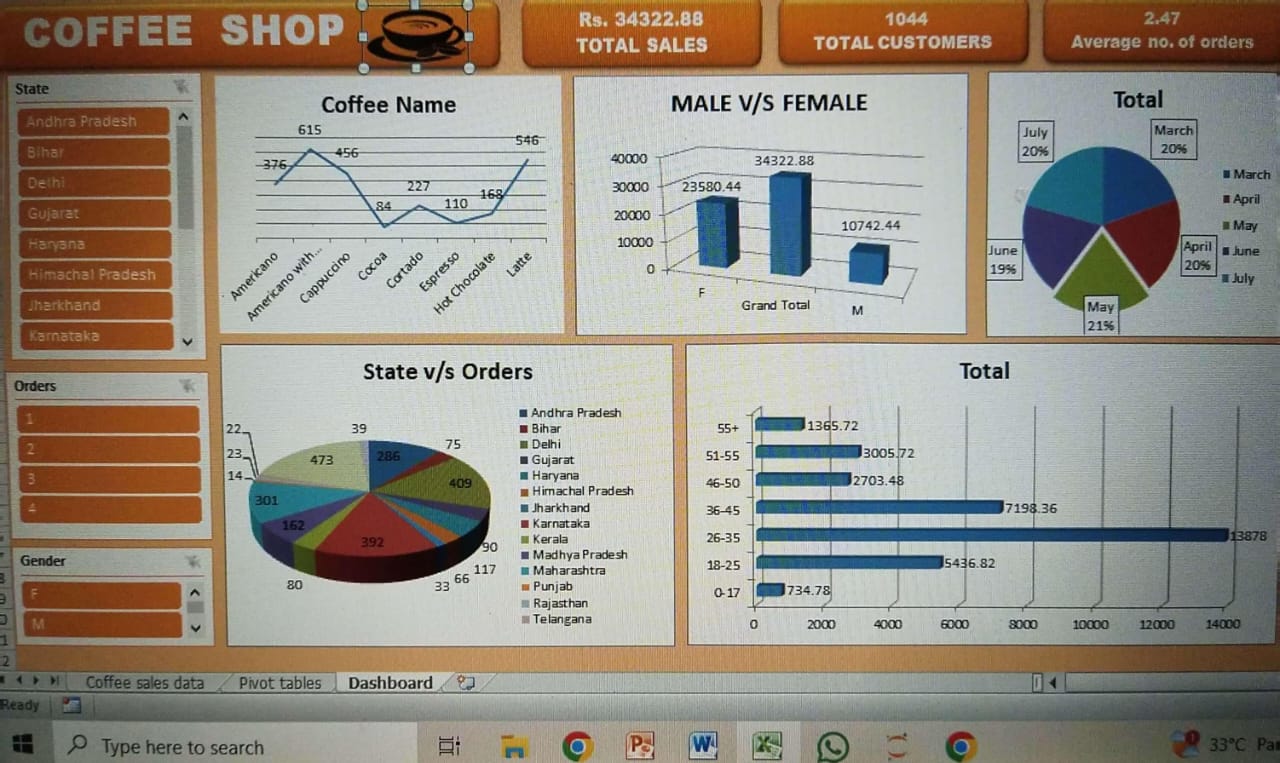 COFFEE SHOP
Rs. 34322.88
TOTAL SALES
1044
TOTAL CUSTOMERS
2.47
Average no. of orders
State
Andhra Pradesh
Bihar
Delhi
Gujarat
Haryana
Himachal Pradesh
Jharkhand
Karnataka
Orders
1
2
3
4
Gender
F
M
Coffee Name
376
615
456
84
227
110
168
546
Americano
Americano with...
Cappuccino
Cocoa
Cortado
Espresso
Hot Chocolate
Latte
MALE V/S FEMALE
40000
30000
20000
10000
0
23580.44
34322.88
10742.44
F
Grand Total
M
Total
July
20%
March
20%
June
19%
April
20%
May
21%
March
April
May
June
July
State v/s Orders
22
23
14
39
473
286
75
409
301
162
392
90
117
66
33
80
Andhra Pradesh
Bihar
Delhi
Gujarat
Haryana
Himachal Pradesh
Jharkhand
Karnataka
Kerala
Madhya Pradesh
Maharashtra
Punjab
Rajasthan
Telangana
Total
55+
1365.72
51-55
3005.72
46-50
2703.48
36-45
7198.36
26-35
13878
18-25
5436.82
0-17
734.78
0
2000
4000
6000
8000
10000
12000
14000
Coffee sales data
Pivot tables
Dashboard
Ready
Type here to search
33°C